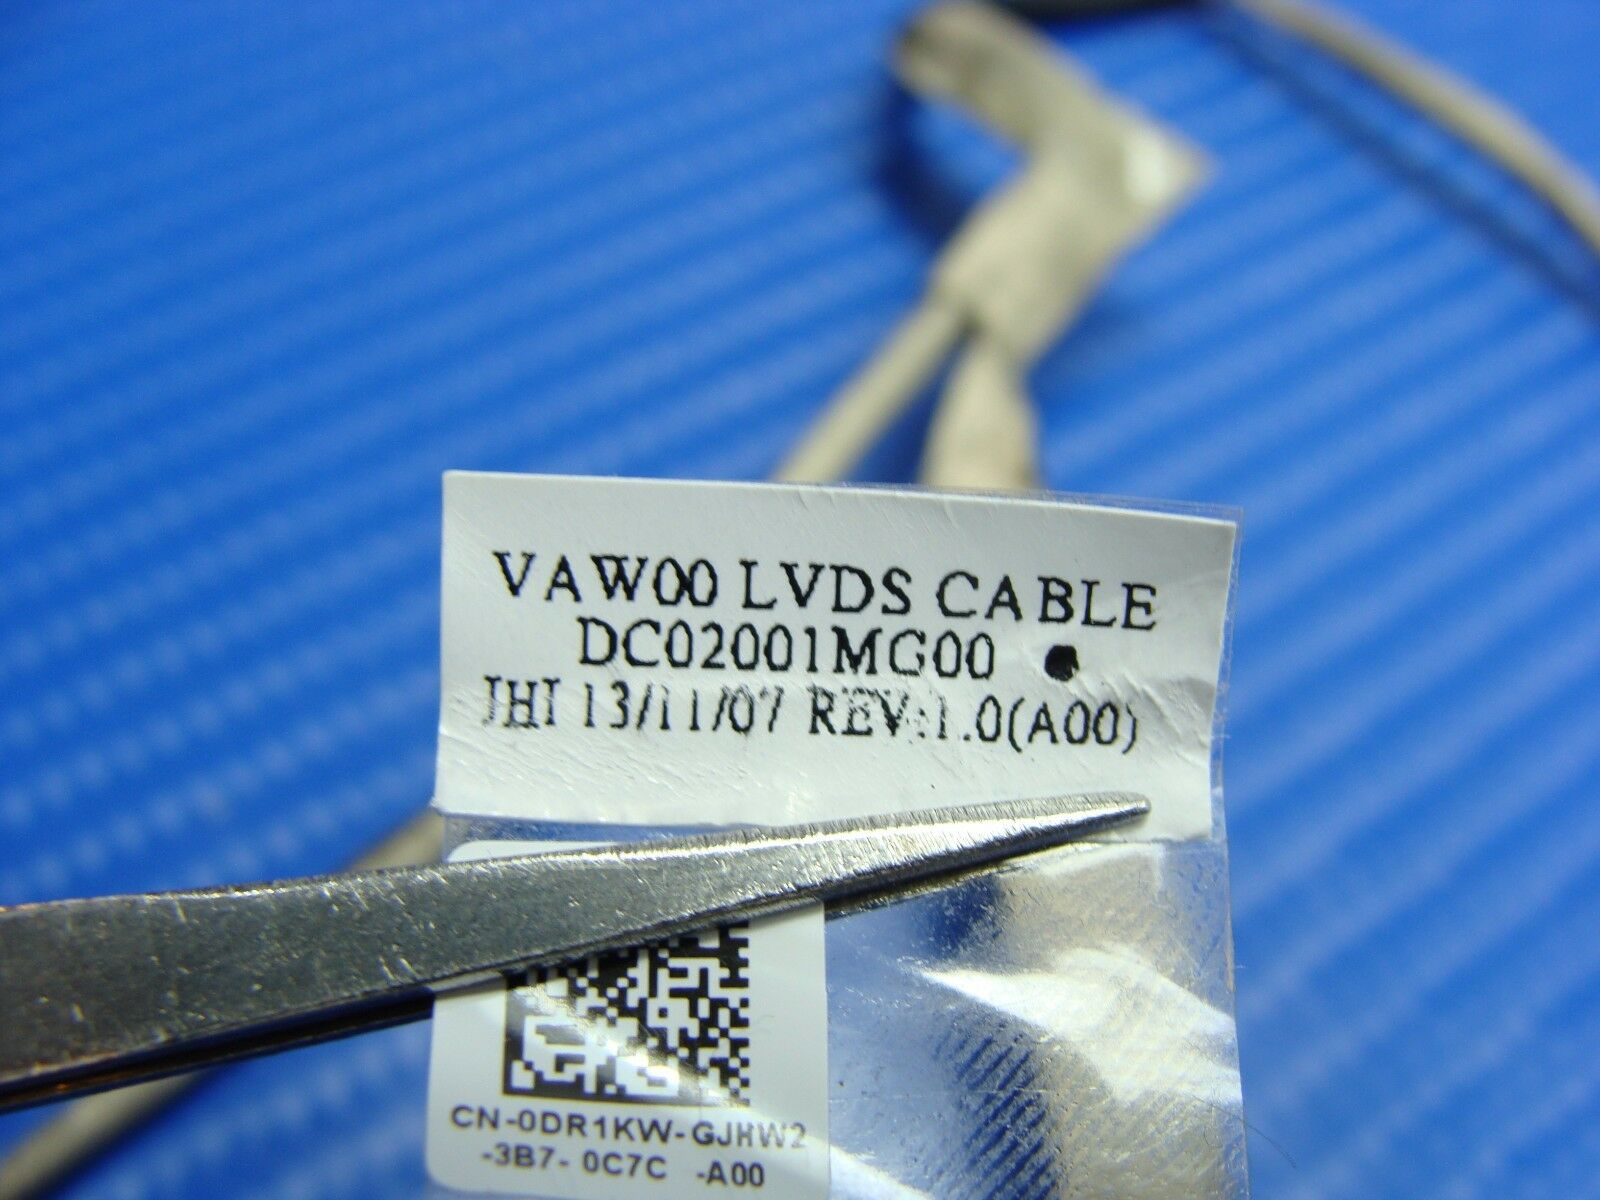 VAW00 LVDS CABLE
DC02001MG00
JHI 13/11/07 REV:1.0(A00)
CN-0DR1KW-GJHW2
-3B7- 0C7C -A00